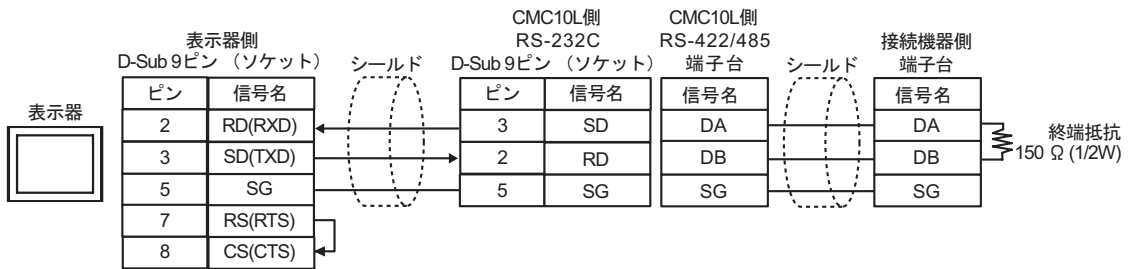 表示器
表示器側
D-Sub 9ピン （ソケット）
ピン 信号名
2 RD(RXD)
3 SD(TXD)
5 SG
7 RS(RTS)
8 CS(CTS)
シールド
CMC10L側
RS-232C
D-Sub 9ピン （ソケット）
ピン 信号名
3 SD
2 RD
5 SG
CMC10L側
RS-422/485
端子台
信号名
DA
DB
SG
シールド
接続機器側
端子台
信号名
DA
DB
SG
終端抵抗
150 Ω (1/2W)